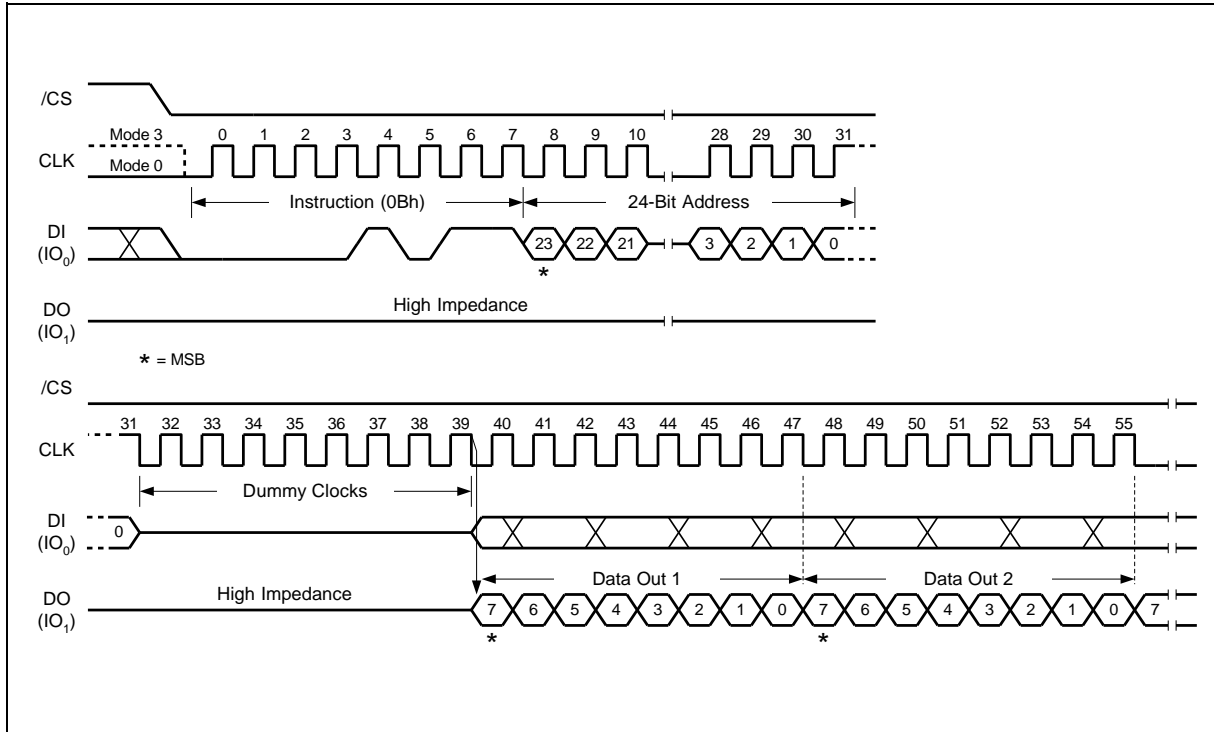 /CS
Mode 3 0 1 2 3 4 5 6 7 8 9 10 28 29 30 31
CLK
Mode 0
Instruction (0Bh) 24-Bit Address
DI
(IO0) 23 22 21 3 2 1 0
*
High Impedance
DO
(IO1)
* = MSB
/CS
31 32 33 34 35 36 37 38 39 40 41 42 43 44 45 46 47 48 49 50 51 52 53 54 55
CLK
Dummy Clocks
DI
(IO0) 0
Data Out 1 Data Out 2
High Impedance
DO
(IO1) 7 6 5 4 3 2 1 0 7 6 5 4 3 2 1 0 7
* *